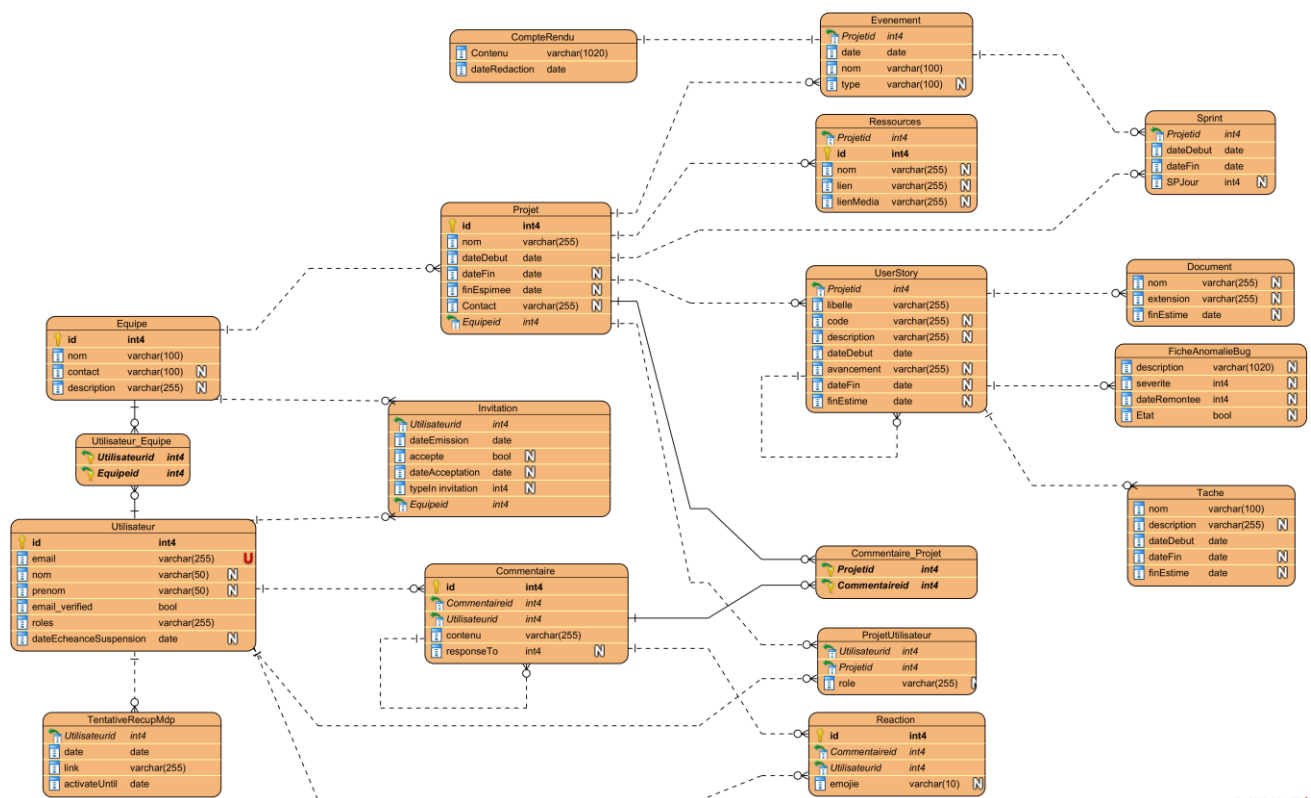 CompteRendu
Contenu varchar(1020)
dateRedaction date
Evenement
Projetid int4
date date
nom varchar(100)
type varchar(100) N
Ressources
Projetid int4
id int4
nom varchar(255) N
lien varchar(255) N
lienMedia varchar(255) N
Sprint
Projetid int4
dateDebut date
dateFin date
SPJour int4 N
Projet
id int4
nom varchar(255)
dateDebut date
dateFin date N
finEspimee date N
Contact varchar(255) N
Equipeid int4
UserStory
Projetid int4
libelle varchar(255)
code varchar(255) N
description varchar(255) N
dateDebut date
avancement varchar(255) N
dateFin date N
finEstime date N
Document
nom varchar(255) N
extension varchar(255) N
finEstime date N
FicheAnomalieBug
description varchar(1020) N
severite int4 N
dateRemontee int4 N
Etat bool N
Equipe
id int4
nom varchar(100)
contact varchar(100) N
description varchar(255) N
Invitation
Utilisateurid int4
dateEmission date
accepte bool N
dateAcceptation date N
typeIn invitation int4 N
Equipeid int4
Utilisateur_Equipe
Utilisateurid int4
Equipeid int4
Tache
nom varchar(100)
description varchar(255) N
dateDebut date
dateFin date N
finEstime date N
Utilisateur
id int4
email varchar(255) U
nom varchar(50) N
prenom varchar(50) N
email_verified bool
roles varchar(255)
dateEcheanceSuspension date N
Commentaire
id int4
Commentaireid int4
Utilisateurid int4
contenu varchar(255)
responseTo int4 N
Commentaire_Projet
Projetid int4
Commentaireid int4
ProjetUtilisateur
Utilisateurid int4
Projetid int4
role varchar(255) N
TentativeRecupMdp
Utilisateurid int4
date date
link varchar(255)
activateUntil date
Reaction
id int4
Commentaireid int4
Utilisateurid int4
emojie varchar(10) N